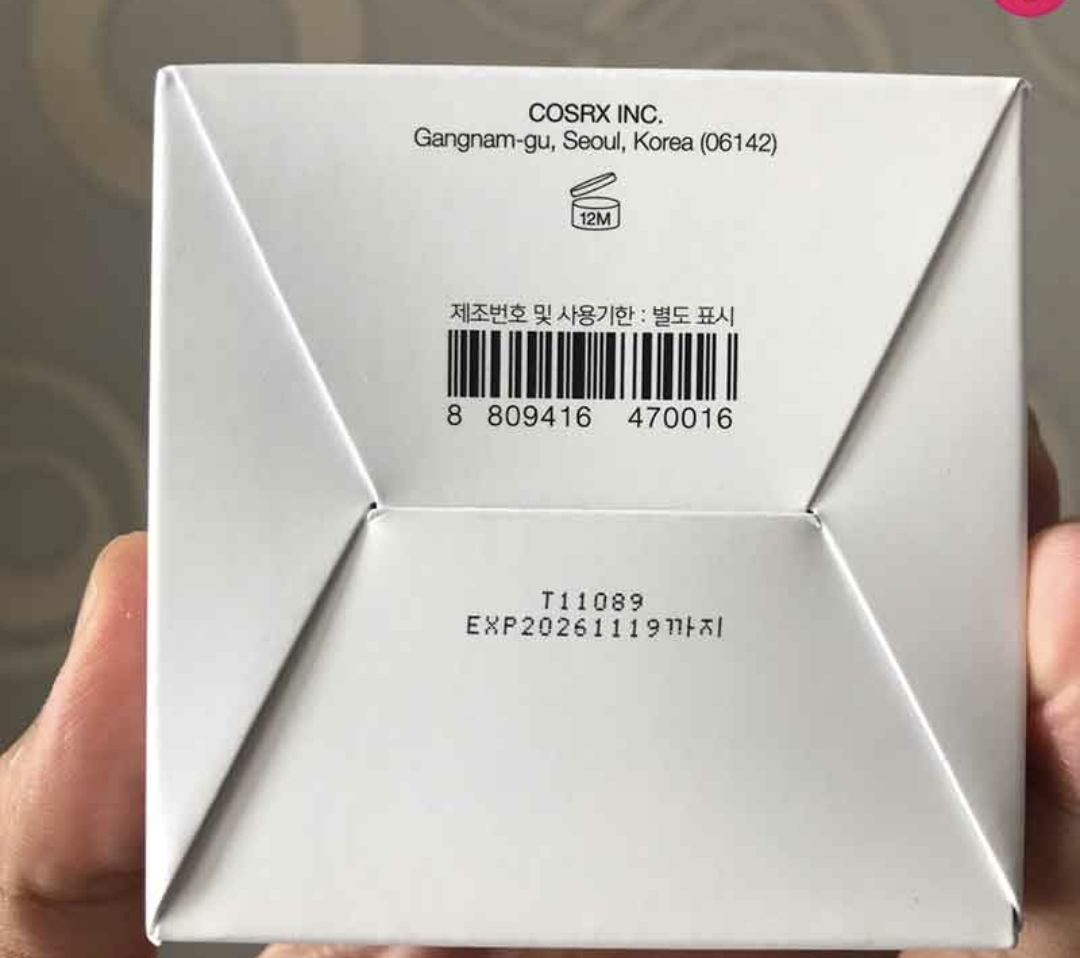 COSRX INC.
Gangnam-gu, Seoul, Korea (06142)
12M
제조번호 및 사용기한 : 별도 표시
8 809416 470016
T11089
EXP20261119까지